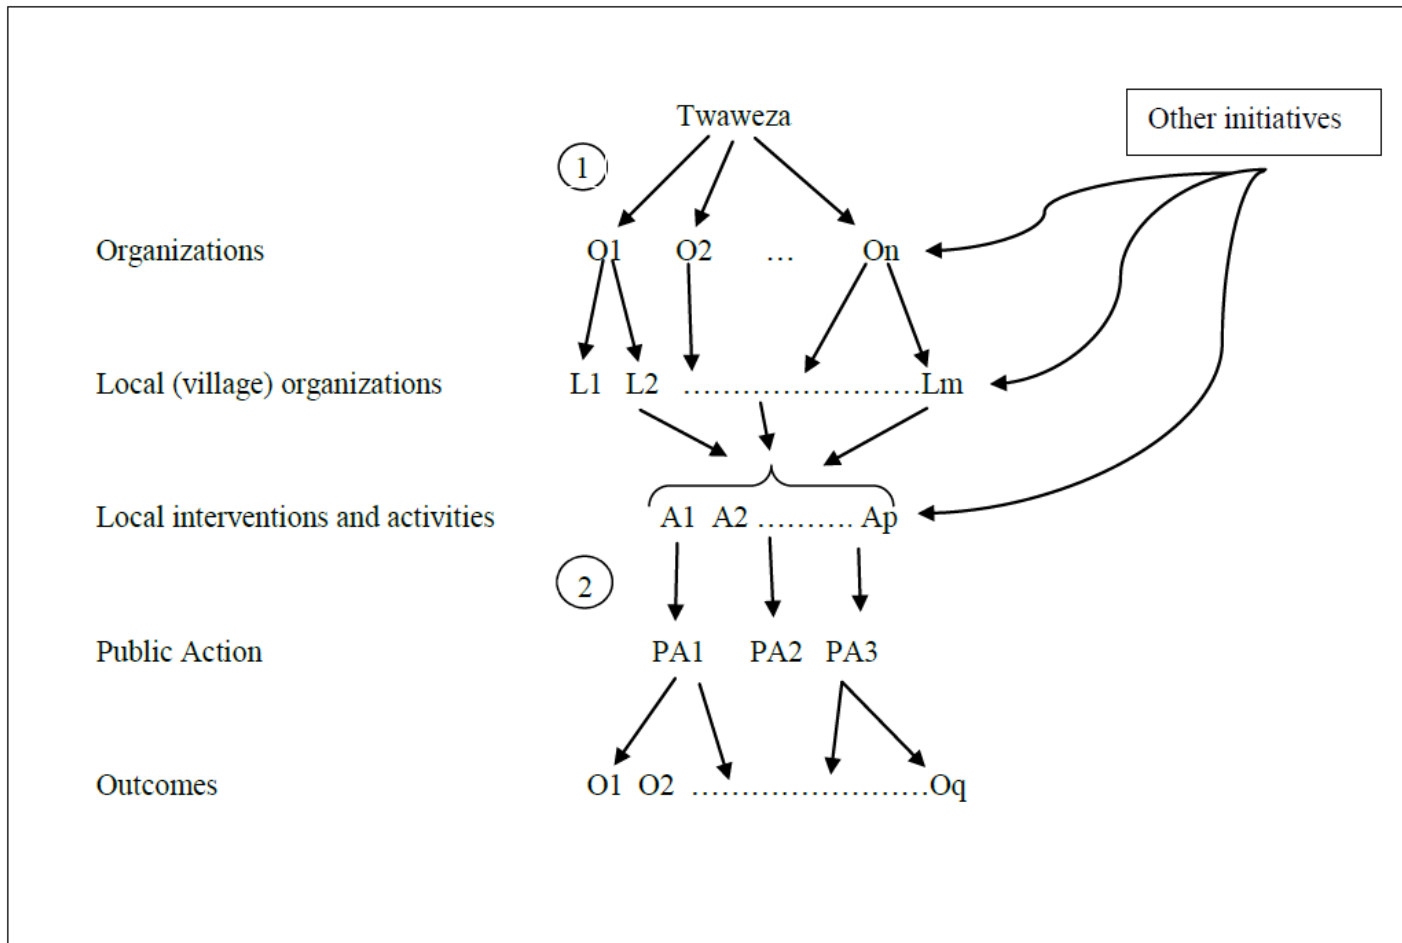 Twaweza
Other initiatives
1
Organizations O1 O2 ... On
Local (village) organizations L1 L2 ........................Lm
Local interventions and activities A1 A2 .......... Ap
2
Public Action PA1 PA2 PA3
Outcomes O1 O2 ........................Oq